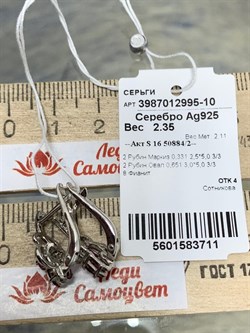 СЕРЬГИ
АРТ 3987012995-10
Серебро Ag925
Вес 2.35
Вес Мет. 2,11
--Акт S 16 50884/2--
2 Рубин Маркиз 0,331 2,5*5,0 3/3
2 Рубин Овал 0,651 3,0*5,0 3/3
Фианит
ОТК 4
Сотникова
5601583711
Леди
Самоцвет
Леди
Самоцвет
ГОСТ 17